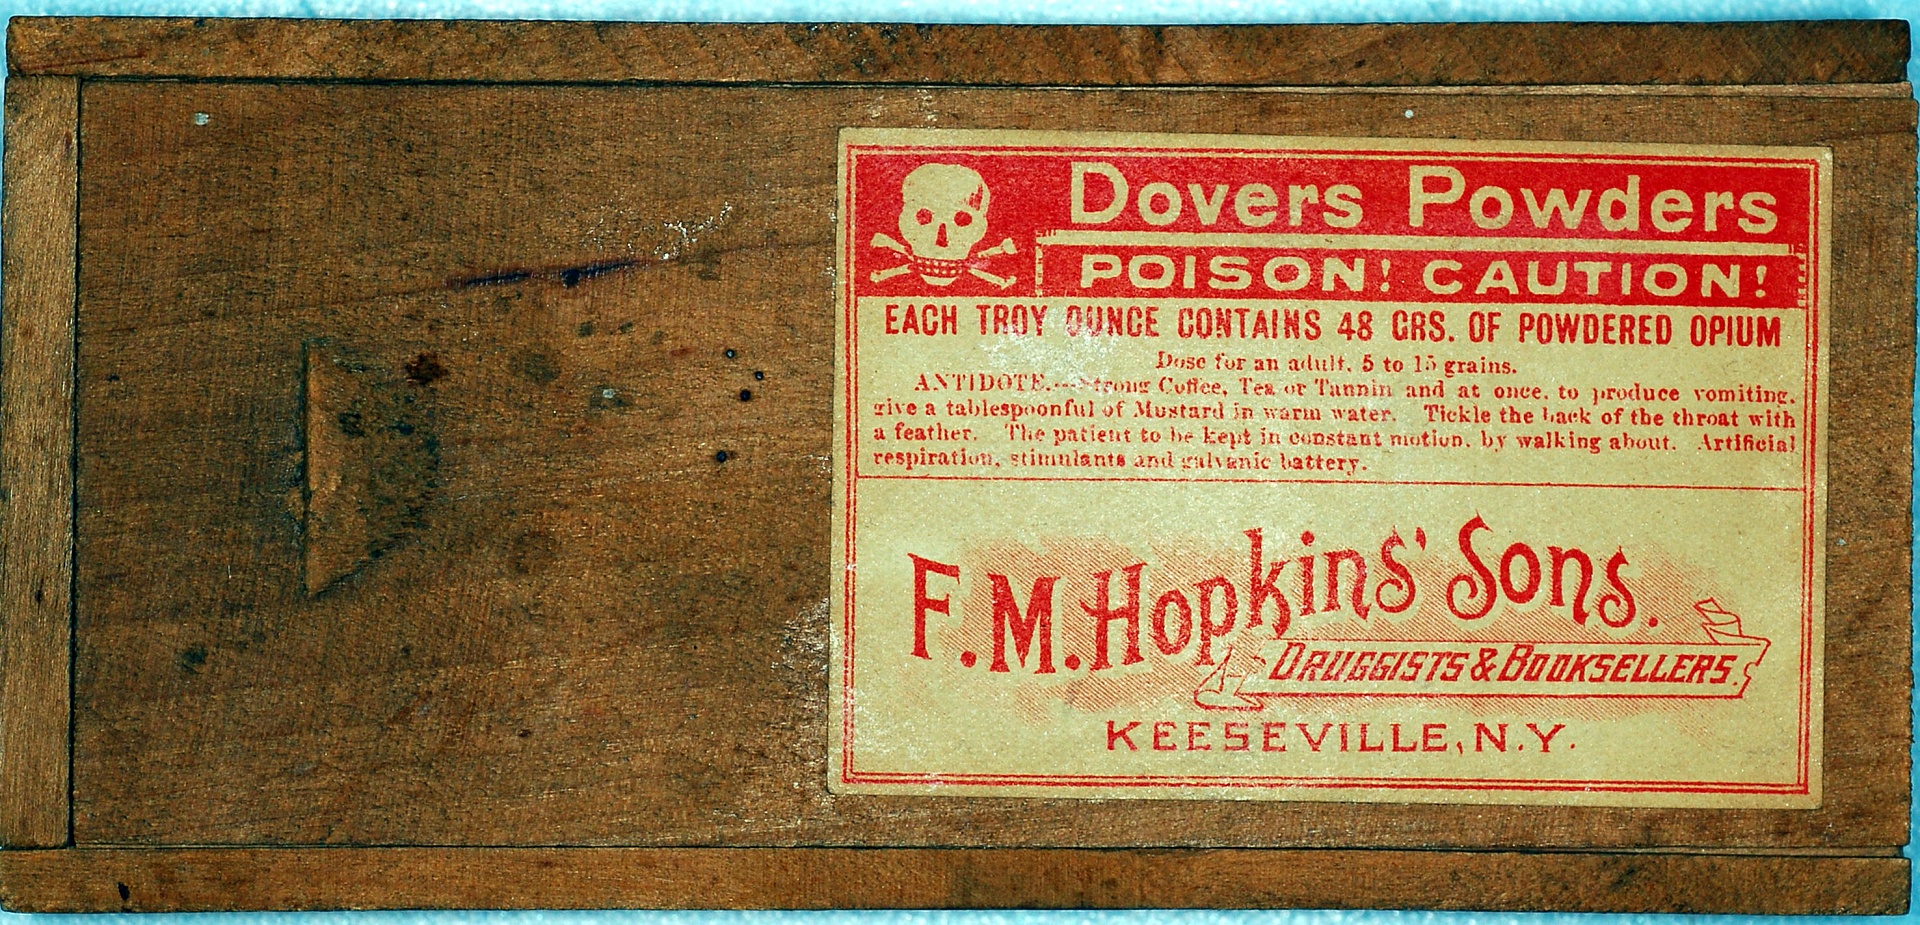 Dovers Powders
POISON! CAUTION!
EACH TROY OUNCE CONTAINS 48 GRS. OF POWDERED OPIUM
Dose for an adult, 5 to 15 grains.
ANTIDOTE.--Strong Coffee, Tea or Tannin and at once, to produce vomiting,
give a tablespoonful of Mustard in warm water. Tickle the back of the throat with
a feather. The patient to be kept in constant motion, by walking about. Artificial
respiration, stimulants and galvanic battery.
F. M. Hopkins' Sons.
DRUGGISTS & BOOKSELLERS.
KEESEVILLE, N.Y.